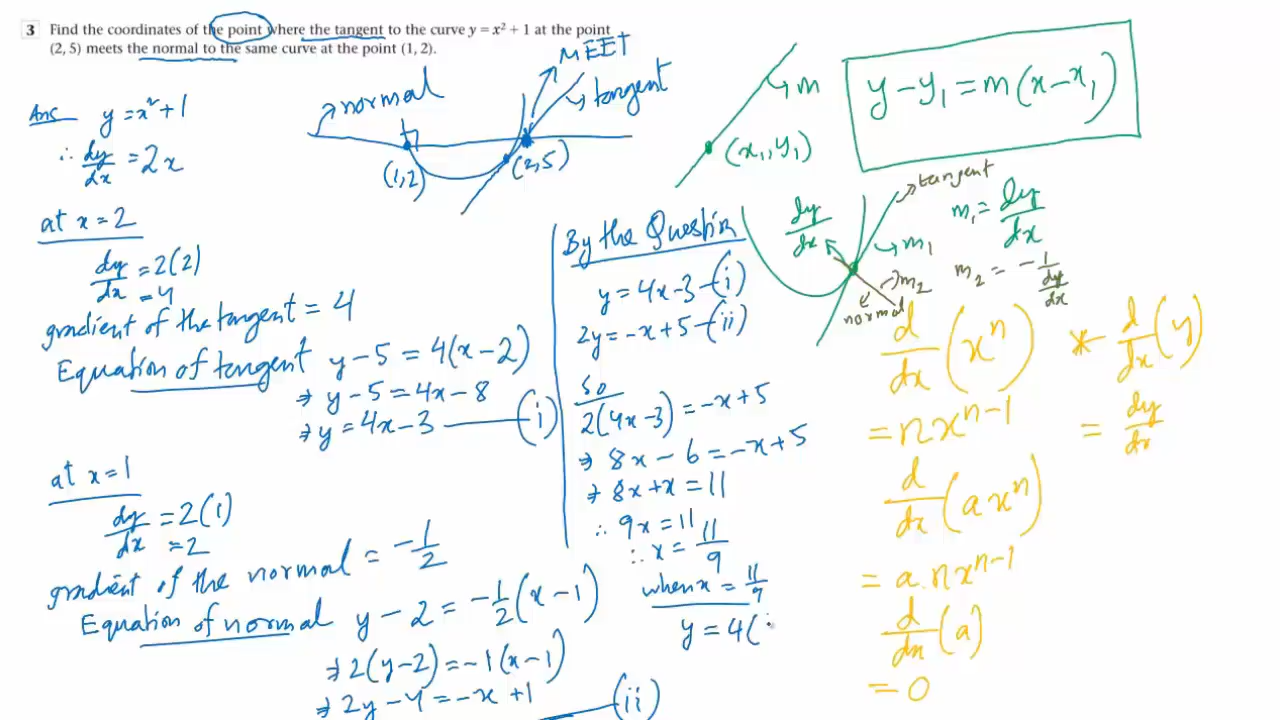 3 Find the coordinates of the point where the tangent to the curve y = x² + 1 at the point
(2, 5) meets the normal to the same curve at the point (1, 2).
Ans y = x² + 1
∴ dy/dx = 2x
at x = 2
dy/dx = 2(2)
= 4
gradient of the tangent = 4
Equation of tangent y − 5 = 4(x − 2)
⇒ y − 5 = 4x − 8
⇒ y = 4x − 3 —— (i)
at x = 1
dy/dx = 2(1)
= 2
gradient of the normal = −1/2
Equation of normal y − 2 = −1/2(x − 1)
⇒ 2(y − 2) = −1(x − 1)
⇒ 2y − 4 = −x + 1
(ii)
normal
MEET
tangent
(1,2)
(2,5)
By the Question
y = 4x − 3 — (i)
2y = −x + 5 — (ii)
So
2(4x − 3) = −x + 5
⇒ 8x − 6 = −x + 5
⇒ 8x + x = 11
∴ 9x = 11
∴ x = 11/9
when x = 11/9
y = 4(
m
(x₁, y₁)
y − y₁ = m(x − x₁)
tangent
dy/dx
m₁
m₂
normal
m₁ = dy/dx
m₂ = −1/(dy/dx)
d/dx (xⁿ)
= nxⁿ⁻¹
d/dx (axⁿ)
= a.nxⁿ⁻¹
d/dx (a)
= 0
* d/dx (y)
= dy/dx